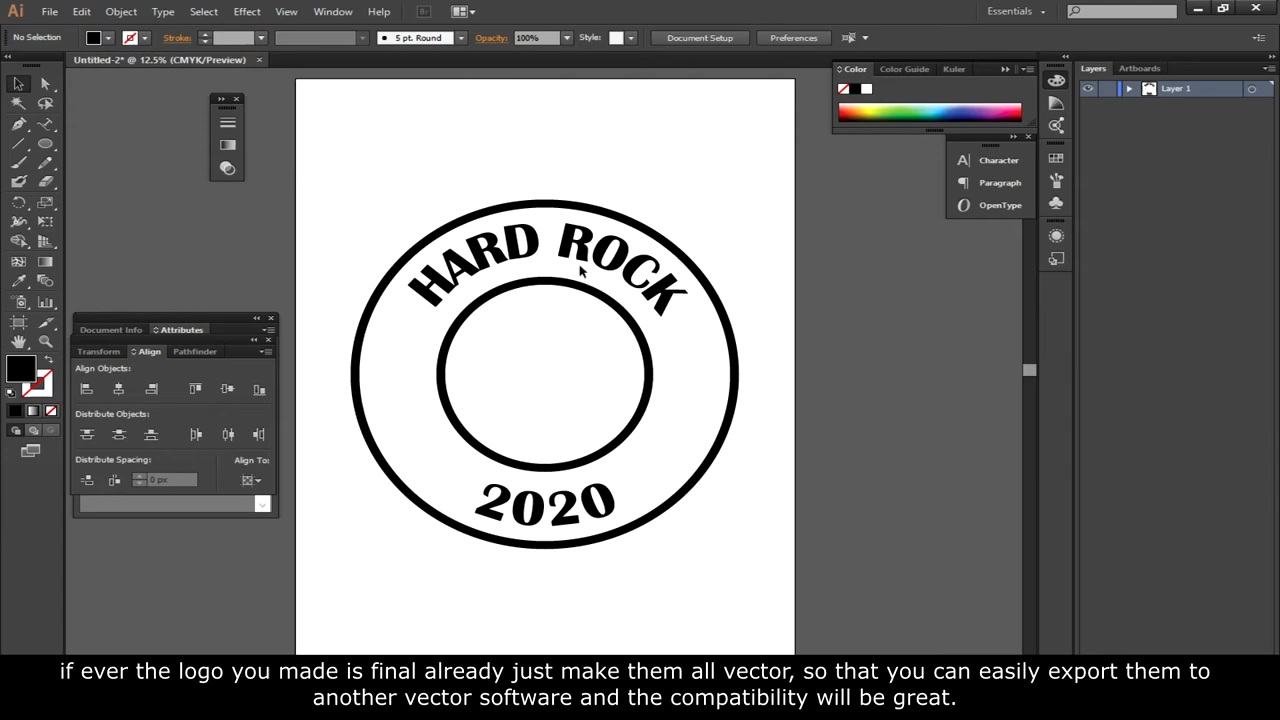 Ai File Edit Object Type Select Effect View Window Help Br Essentials
No Selection Stroke: 5 pt. Round Opacity: 100% Style: Document Setup Preferences
Untitled-2* @ 12.5% (CMYK/Preview)
Color Color Guide Kuler
Layers Artboards
Layer 1
Character
Paragraph
OpenType
HARD ROCK
2020
Document Info Attributes
Transform Align Pathfinder
Align Objects:
Distribute Objects:
Distribute Spacing: Align To:
0 px
if ever the logo you made is final already just make them all vector, so that you can easily export them to
another vector software and the compatibility will be great.